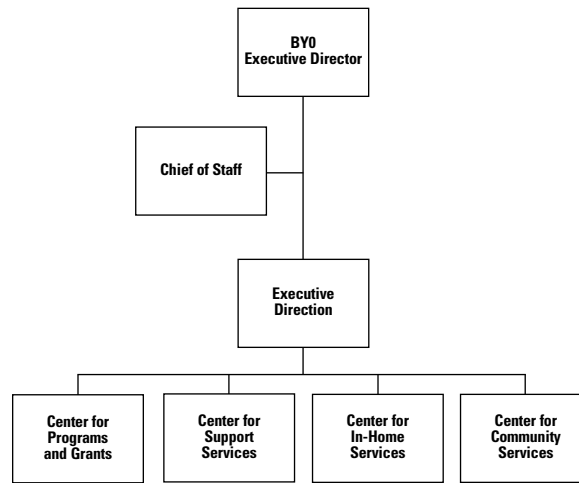 BY0
Executive Director
Chief of Staff
Executive
Direction
Center for
Programs
and Grants
Center for
Support
Services
Center for
In-Home
Services
Center for
Community
Services